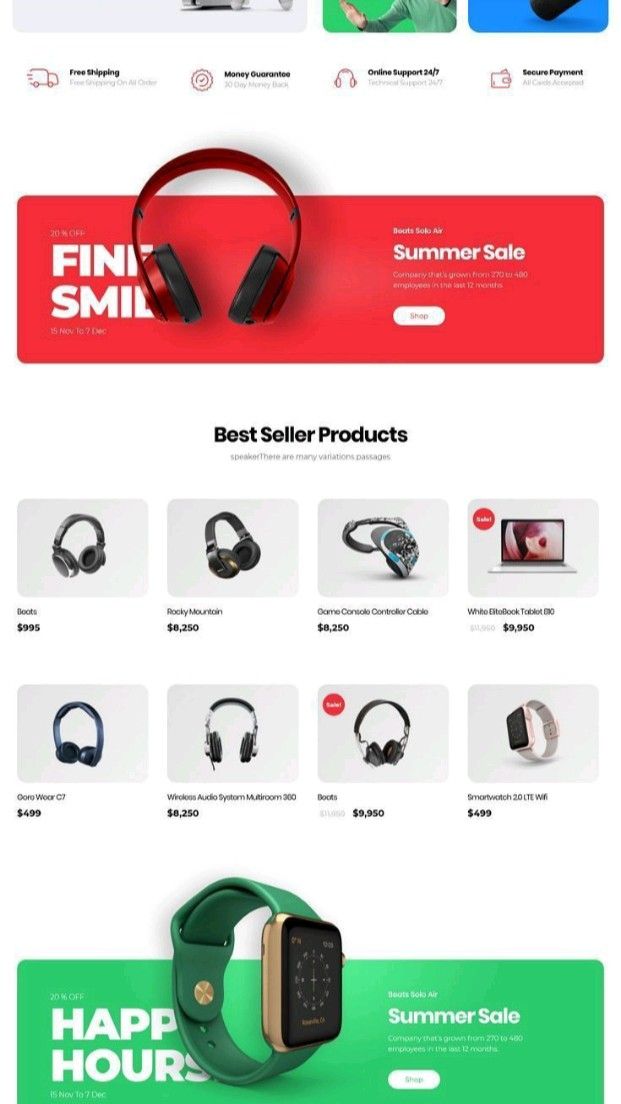 Free Shipping
Free Shipping On All Order
Money Guarantee
30 Day Money Back
Online Support 24/7
Technical Support 24/7
Secure Payment
All Cards Accepted
20 % OFF
FINE
SMIL
15 Nov To 7 Dec
Beats Solo Air
Summer Sale
Company that's grown from 270 to 480
employees in the last 12 months
Shop
Best Seller Products
speakerThere are many variations passages
Sale!
Boats
$995
Rocky Mountain
$8,250
Game Console Controller Cable
$8,250
White EliteBook Tablet 810
$11,950 $9,950
Sale!
Gore Wear C7
$499
Wireless Audio System Multiroom 360
$8,250
Boats
$11,950 $9,950
Smartwatch 2.0 LTE Wifi
$499
20 % OFF
HAPP
HOURS
15 Nov To 7 Dec
Beats Solo Air
Summer Sale
Company that's grown from 270 to 480
employees in the last 12 months.
Shop